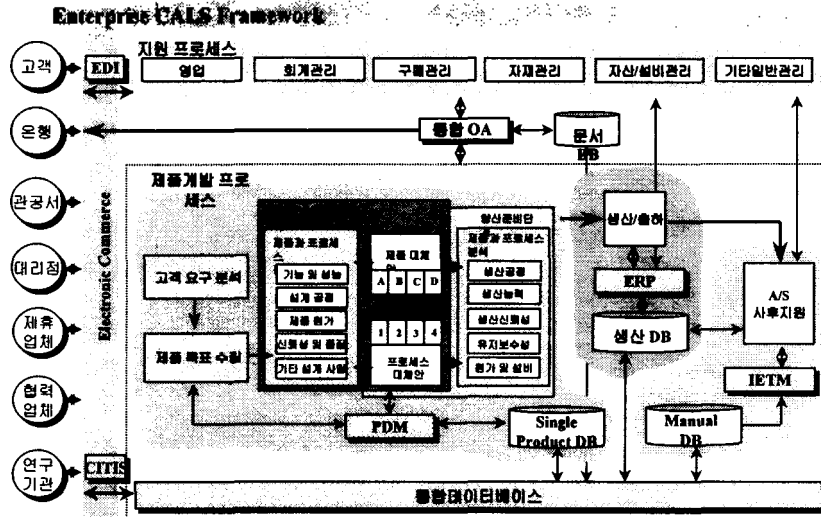 Enterprise CALS Framework
지원 프로세스
고객
EDI
영업
회계관리
구매관리
자재관리
자산/설비관리
기타일반관리
은행
통합 OA
문서
DB
Electronic Commerce
관공서
대리점
제휴
업체
협력
업체
연구
기관
CITIS
제품개발 프로
세스
고객 요구 분석
제품 목표 수립
제품과 프로세
스
기능 및 성능
설계 공정
제품 원가
신뢰성 및 품질
기타 설계 사항
제품 대체
A B C D
1 2 3 4
프로세스
대체안
양산준비단
제품과 프로세스
분석
생산공정
생산능력
생산신뢰성
유지보수성
원가 및 설비
생산/출하
ERP
생산 DB
A/S
사후지원
IETM
PDM
Single
Product DB
Manual
DB
통합데이터베이스